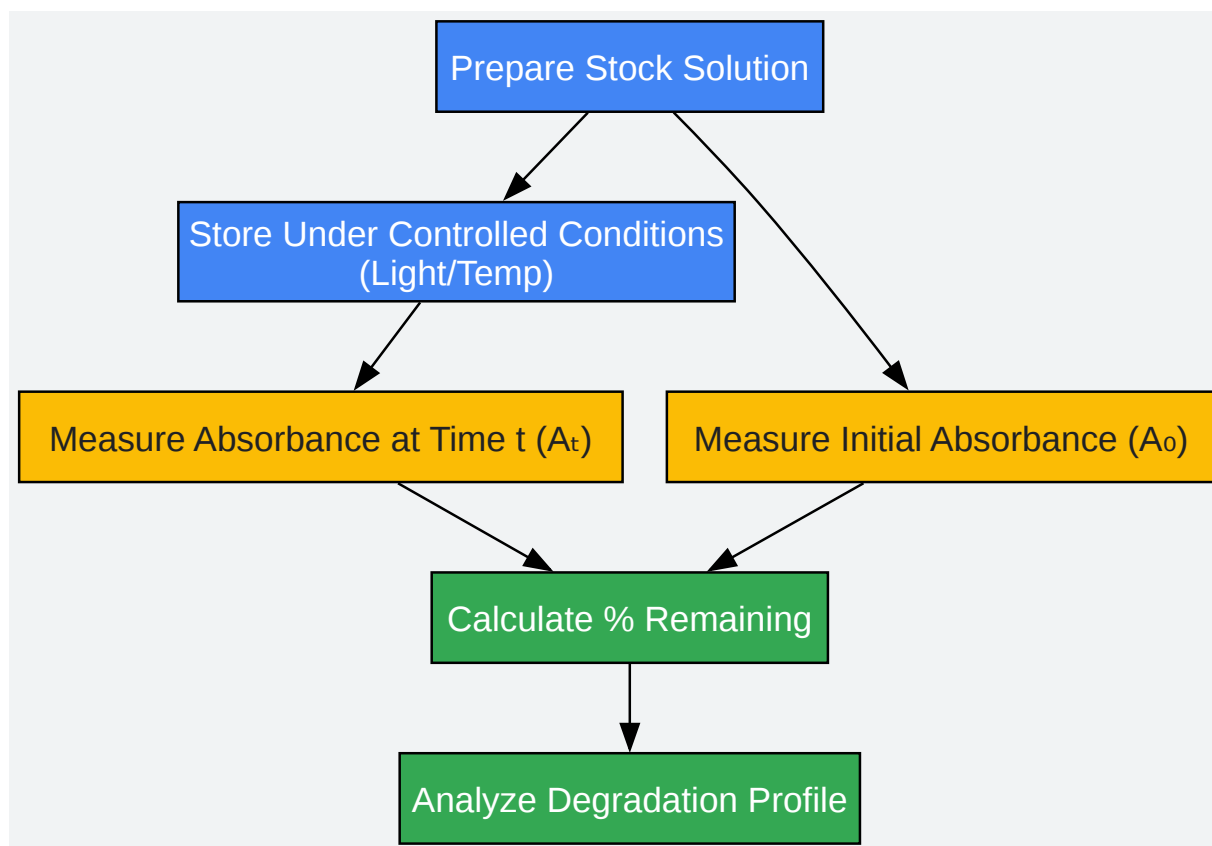 Prepare Stock Solution
Store Under Controlled Conditions
(Light/Temp)
Measure Absorbance at Time t (Aₜ)
Measure Initial Absorbance (A₀)
Calculate % Remaining
Analyze Degradation Profile